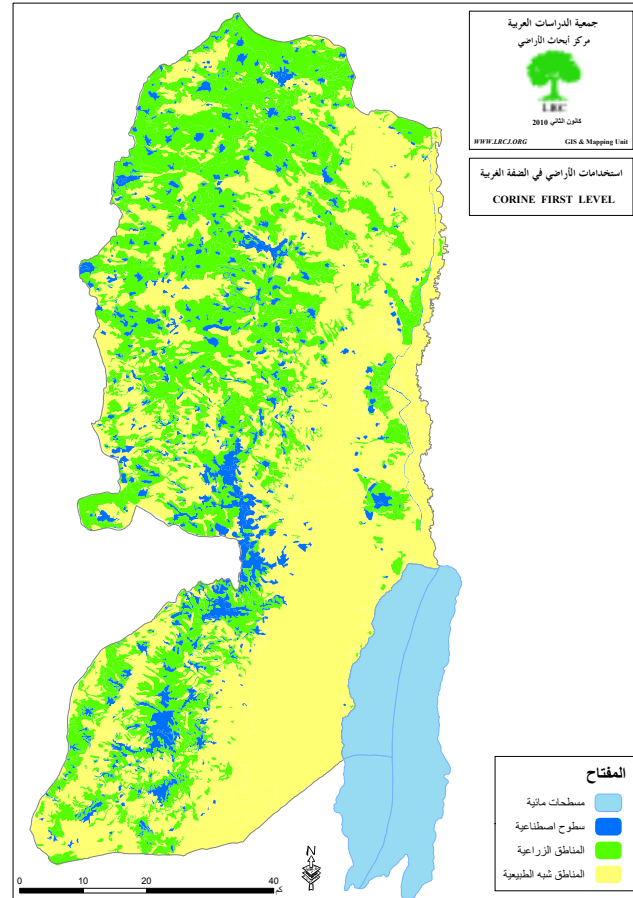 جمعية الدراسات العربية
مركز أبحاث الأراضي
LRC
كانون الثاني 2010
WWW.LRCJ.ORG GIS & Mapping Unit
استخدامات الأراضي في الضفة الغربية
CORINE FIRST LEVEL
المفتاح
مسطحات مائية
سطوح اصطناعية
المناطق الزراعية
المناطق شبه الطبيعية
N
0 10 20 40
كم